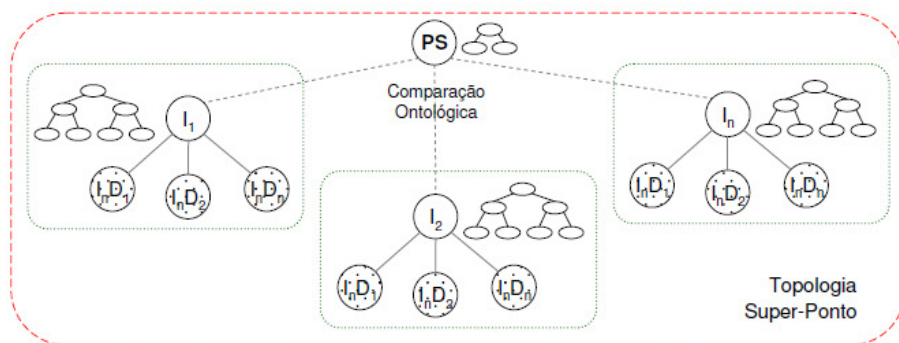 PS
Comparação
Ontológica
I1
InD1
InD2
InDn
I2
InD1
InD2
InDn
In
InD1
InD2
InDn
Topologia
Super-Ponto